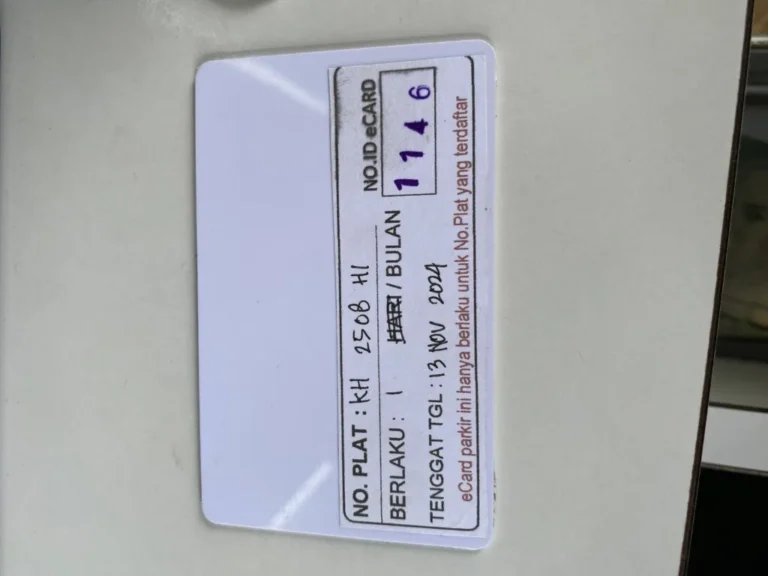 NO. PLAT : KH 2508 HI
NO.ID eCARD
1146
BERLAKU : 1 HARI / BULAN
TENGGAT TGL : 13 NOV 2024
eCard parkir ini hanya berlaku untuk No.Plat yang terdaftar